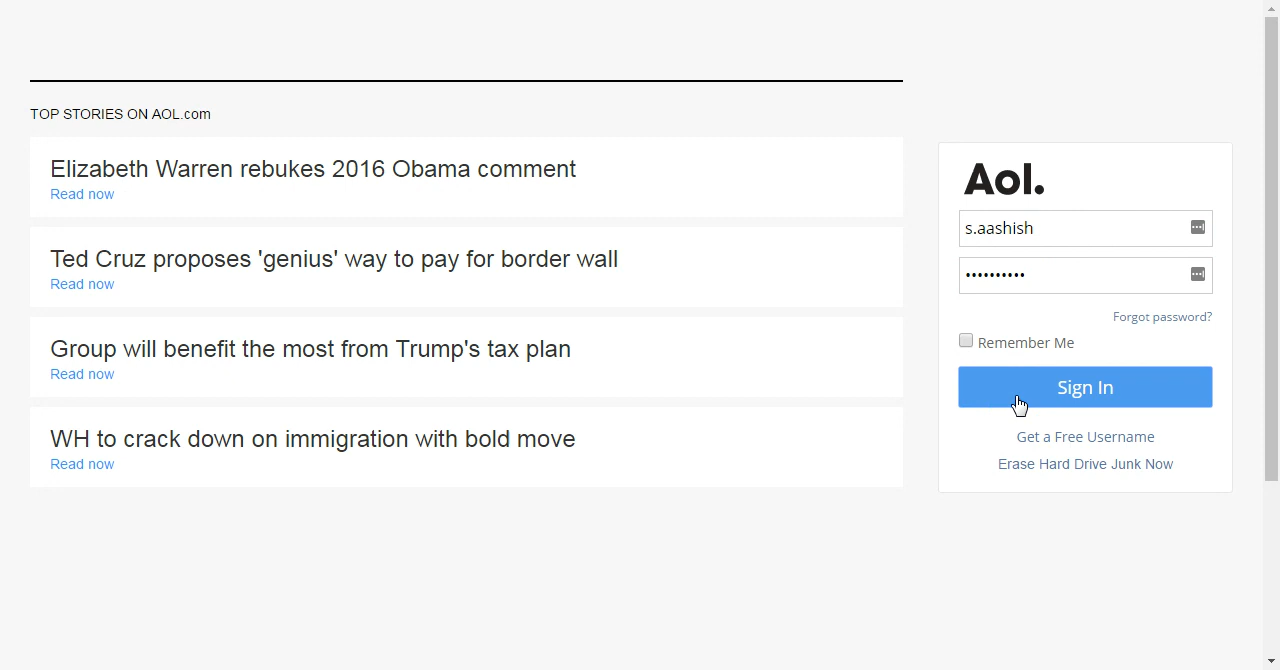 TOP STORIES ON AOL.com
Elizabeth Warren rebukes 2016 Obama comment
Read now
Ted Cruz proposes 'genius' way to pay for border wall
Read now
Group will benefit the most from Trump's tax plan
Read now
WH to crack down on immigration with bold move
Read now
Aol.
s.aashish
••••••••••
Forgot password?
Remember Me
Sign In
Get a Free Username
Erase Hard Drive Junk Now